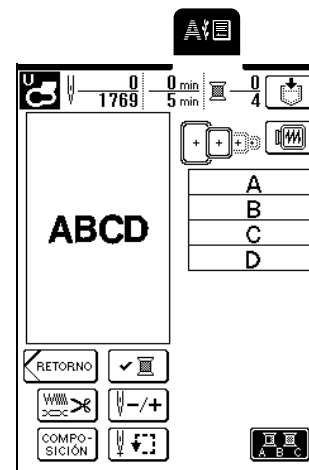 A
U 0 0 min 0
1769 5 min 4
A
B
ABCD
C
D
RETORNO
-/+
COMPO-
SICIÓN
A B C